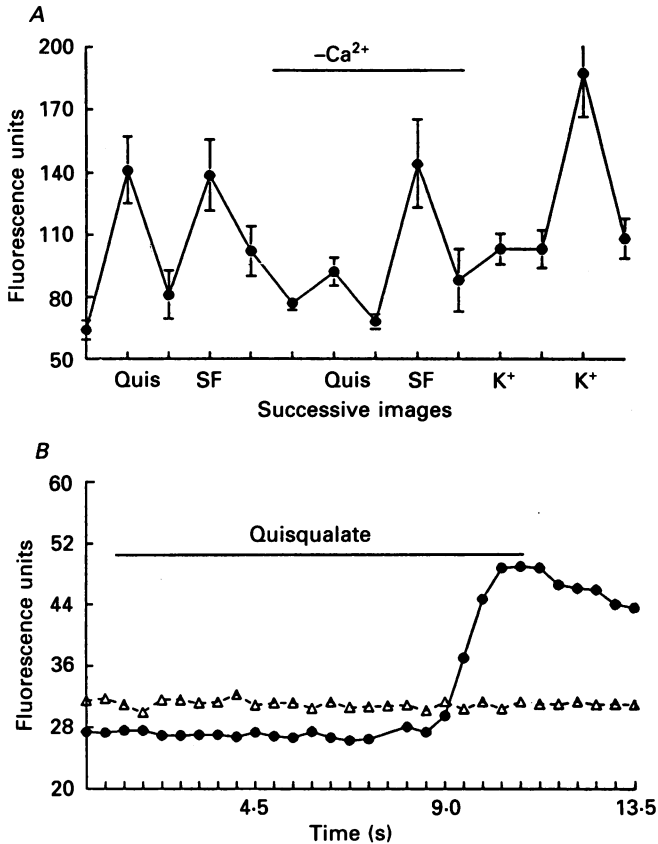 A
–Ca²⁺
Fluorescence units
200
170
140
110
80
50
Quis SF Quis SF K⁺ K⁺
Successive images
B
Quisqualate
Fluorescence units
60
52
44
36
28
20
4·5 9·0 13·5
Time (s)